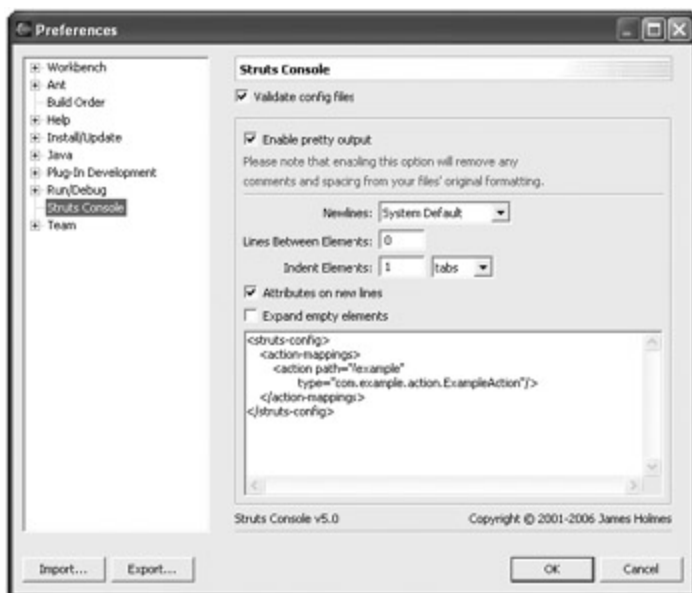 Preferences
Workbench
Ant
Build Order
Help
Install/Update
Java
Plug-In Development
Run/Debug
Struts Console
Team
Struts Console
Validate config files
Enable pretty output
Please note that enabling this option will remove any
comments and spacing from your files' original formatting.
Newlines: System Default
Lines Between Elements: 0
Indent Elements: 1 tabs
Attributes on new lines
Expand empty elements
<struts-config>
<action-mappings>
<action path="/example"
type="com.example.action.ExampleAction"/>
</action-mappings>
</struts-config>
Struts Console v5.0 Copyright © 2001-2006 James Holmes
Import... Export... OK Cancel